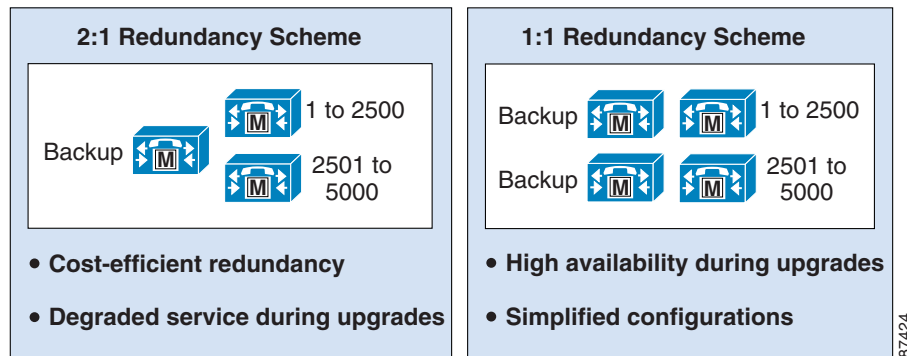 2:1 Redundancy Scheme
Backup
M
M
1 to 2500
M
2501 to
5000
• Cost-efficient redundancy
• Degraded service during upgrades
1:1 Redundancy Scheme
Backup
M
M
1 to 2500
Backup
M
M
2501 to
5000
• High availability during upgrades
• Simplified configurations
87424